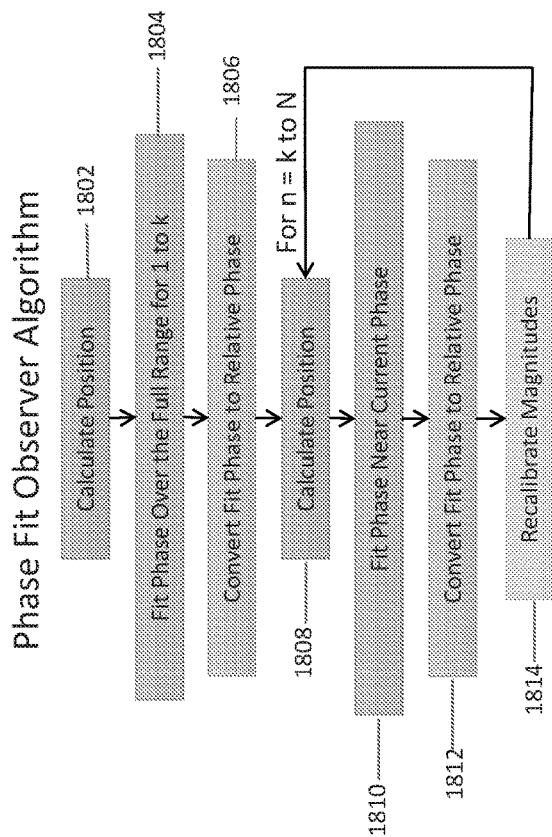 Phase Fit Observer Algorithm
Calculate Position
1802
Fit Phase Over the Full Range for 1 to k
1804
Convert Fit Phase to Relative Phase
1806
For n = k to N
Calculate Position
1808
Fit Phase Near Current Phase
1810
Convert Fit Phase to Relative Phase
1812
Recalibrate Magnitudes
1814